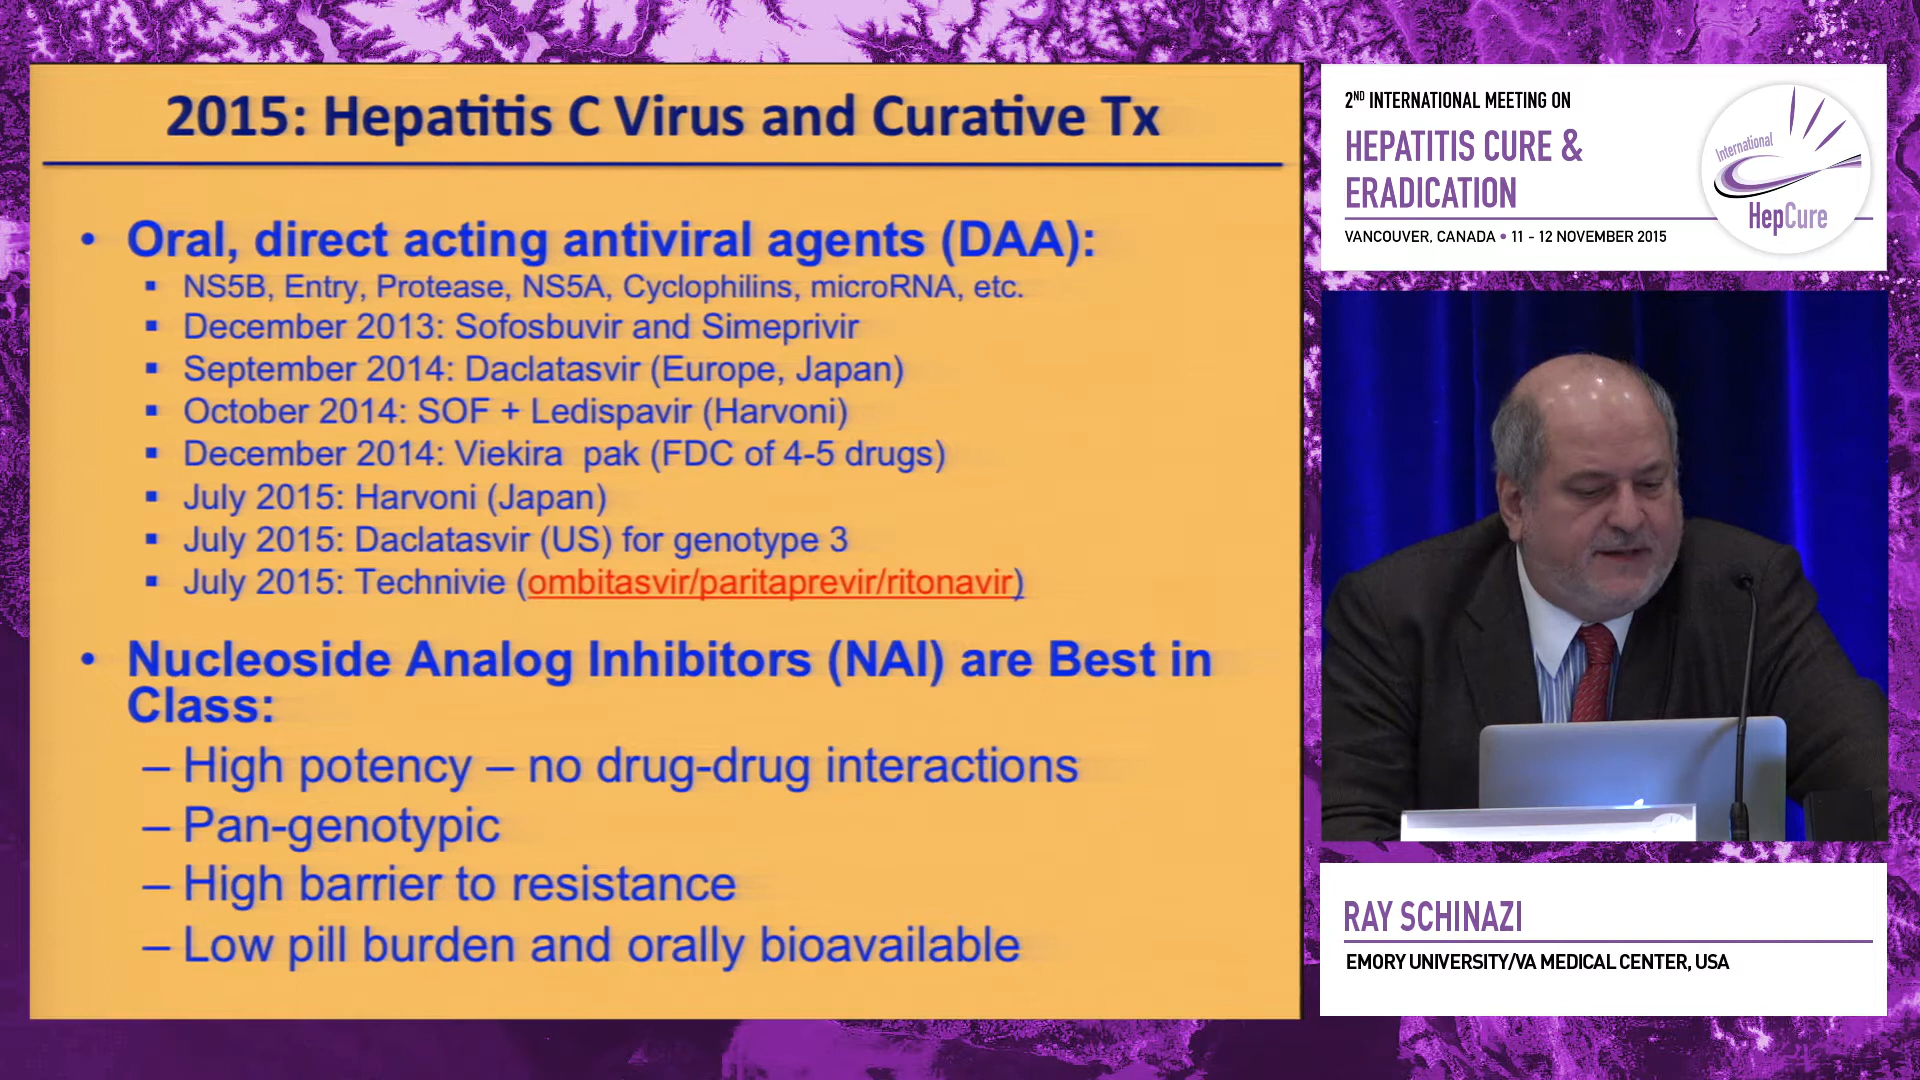 2015: Hepatitis C Virus and Curative Tx
• Oral, direct acting antiviral agents (DAA):
▪ NS5B, Entry, Protease, NS5A, Cyclophilins, microRNA, etc.
▪ December 2013: Sofosbuvir and Simeprivir
▪ September 2014: Daclatasvir (Europe, Japan)
▪ October 2014: SOF + Ledispavir (Harvoni)
▪ December 2014: Viekira pak (FDC of 4-5 drugs)
▪ July 2015: Harvoni (Japan)
▪ July 2015: Daclatasvir (US) for genotype 3
▪ July 2015: Technivie (ombitasvir/paritaprevir/ritonavir)
• Nucleoside Analog Inhibitors (NAI) are Best in
Class:
– High potency – no drug-drug interactions
– Pan-genotypic
– High barrier to resistance
– Low pill burden and orally bioavailable
2ND INTERNATIONAL MEETING ON
HEPATITIS CURE &
ERADICATION
VANCOUVER, CANADA • 11 - 12 NOVEMBER 2015
International
HepCure
RAY SCHINAZI
EMORY UNIVERSITY/VA MEDICAL CENTER, USA